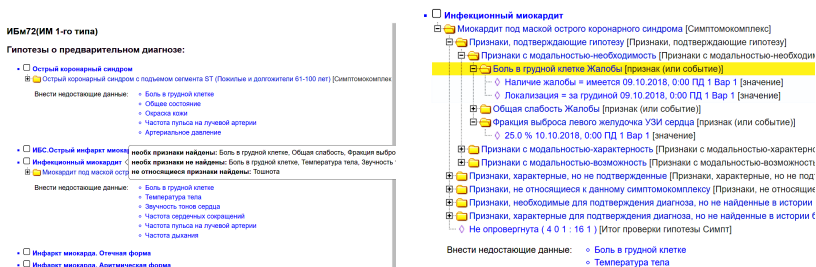 ИБм72(ИМ 1-го типа)
Гипотезы о предварительном диагнозе:
Острый коронарный синдром
Острый коронарный синдром с подъемом сегмента ST (Пожилые и долгожители 61-100 лет) [Симптомокомплек
Внести недостающие данные:
Боль в грудной клетке
Общее состояние
Окраска кожи
Частота пульса на лучевой артерии
Артериальное давление
ИБС.Острый инфаркт миока
Инфекционный миокардит
Миокардит под маской остр
необх признаки найдены: Боль в грудной клетке, Общая слабость, Фракция выбро
необх признаки не найдены: Боль в грудной клетке, Температура тела, Звучность
не относящиеся признаки найдены: Тошнота
Внести недостающие данные:
Боль в грудной клетке
Температура тела
Звучность тонов сердца
Частота сердечных сокращений
Частота пульса на лучевой артерии
Частота дыхания
Инфаркт миокарда. Отечная форма
Инфаркт миокарда. Аритмическая форма
Инфекционный миокардит
Миокардит под маской острого коронарного синдрома [Симптомокомплекс]
Признаки, подтверждающие гипотезу [Признаки, подтверждающие гипотезу]
Признаки с модальностью-необходимость [Признаки с модальностью-необходим
Боль в грудной клетке Жалобы [признак (или событие)]
Наличие жалобы = имеется 09.10.2018, 0:00 ПД 1 Вар 1 [значение]
Локализация = за грудиной 09.10.2018, 0:00 ПД 1 Вар 1 [значение]
Общая слабость Жалобы [признак (или событие)]
Фракция выброса левого желудочка УЗИ сердца [признак (или событие)]
25.0 % 10.10.2018, 0:00 ПД 1 Вар 1 [значение]
Признаки с модальностью-характерность [Признаки с модальностью-характерно
Признаки с модальностью-возможность [Признаки с модальностью-возможность
Признаки, характерные, но не подтвержденные [Признаки, характерные, но не под
Признаки, не относящиеся к данному симптомокомплексу [Признаки, не относящие
Признаки, необходимые для подтверждения диагноза, но не найденные в истории
Признаки, характерные для подтверждения диагноза, но не найденные в истории б
Не опровергнута ( 4 0 1 : 16 1 ) [Итог проверки гипотезы Симпт]
Внести недостающие данные:
Боль в грудной клетке
Температура тела